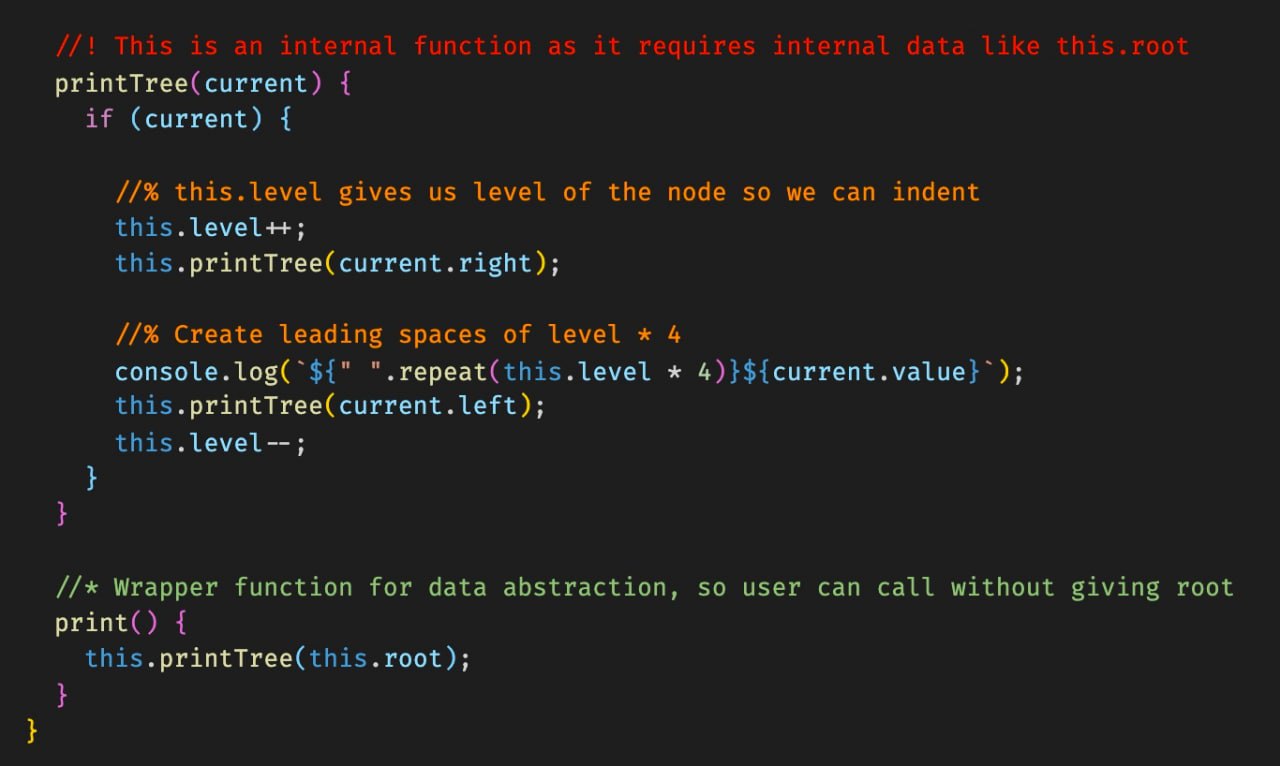 //! This is an internal function as it requires internal data like this.root
printTree(current) {
if (current) {
//% this.level gives us level of the node so we can indent
this.level++;
this.printTree(current.right);
//% Create leading spaces of level * 4
console.log(`${" ".repeat(this.level * 4)}${current.value}`);
this.printTree(current.left);
this.level--;
}
}
//* Wrapper function for data abstraction, so user can call without giving root
print() {
this.printTree(this.root);
}
}